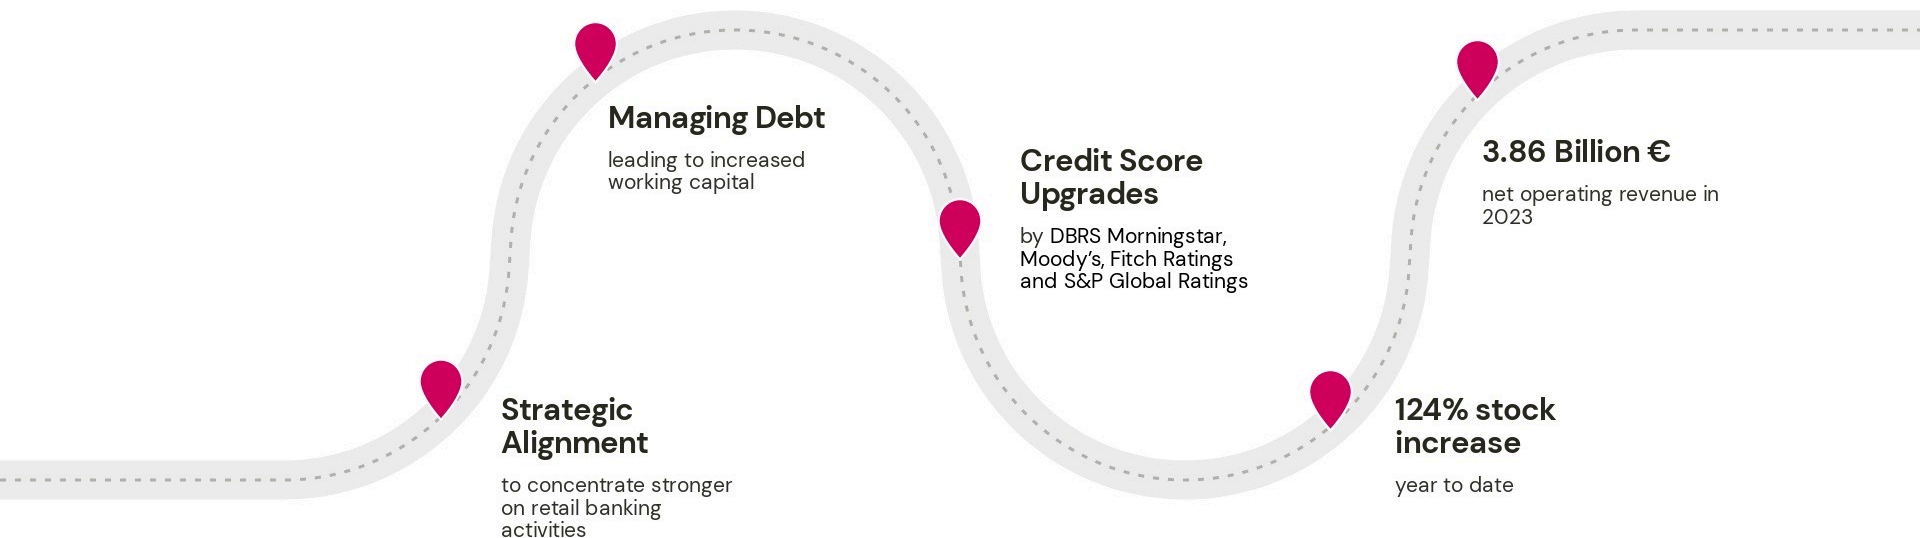 Managing Debt
leading to increased
working capital
Credit Score
Upgrades
by DBRS Morningstar,
Moody’s, Fitch Ratings
and S&P Global Ratings
3.86 Billion €
net operating revenue in
2023
Strategic
Alignment
to concentrate stronger
on retail banking
activities
124% stock
increase
year to date